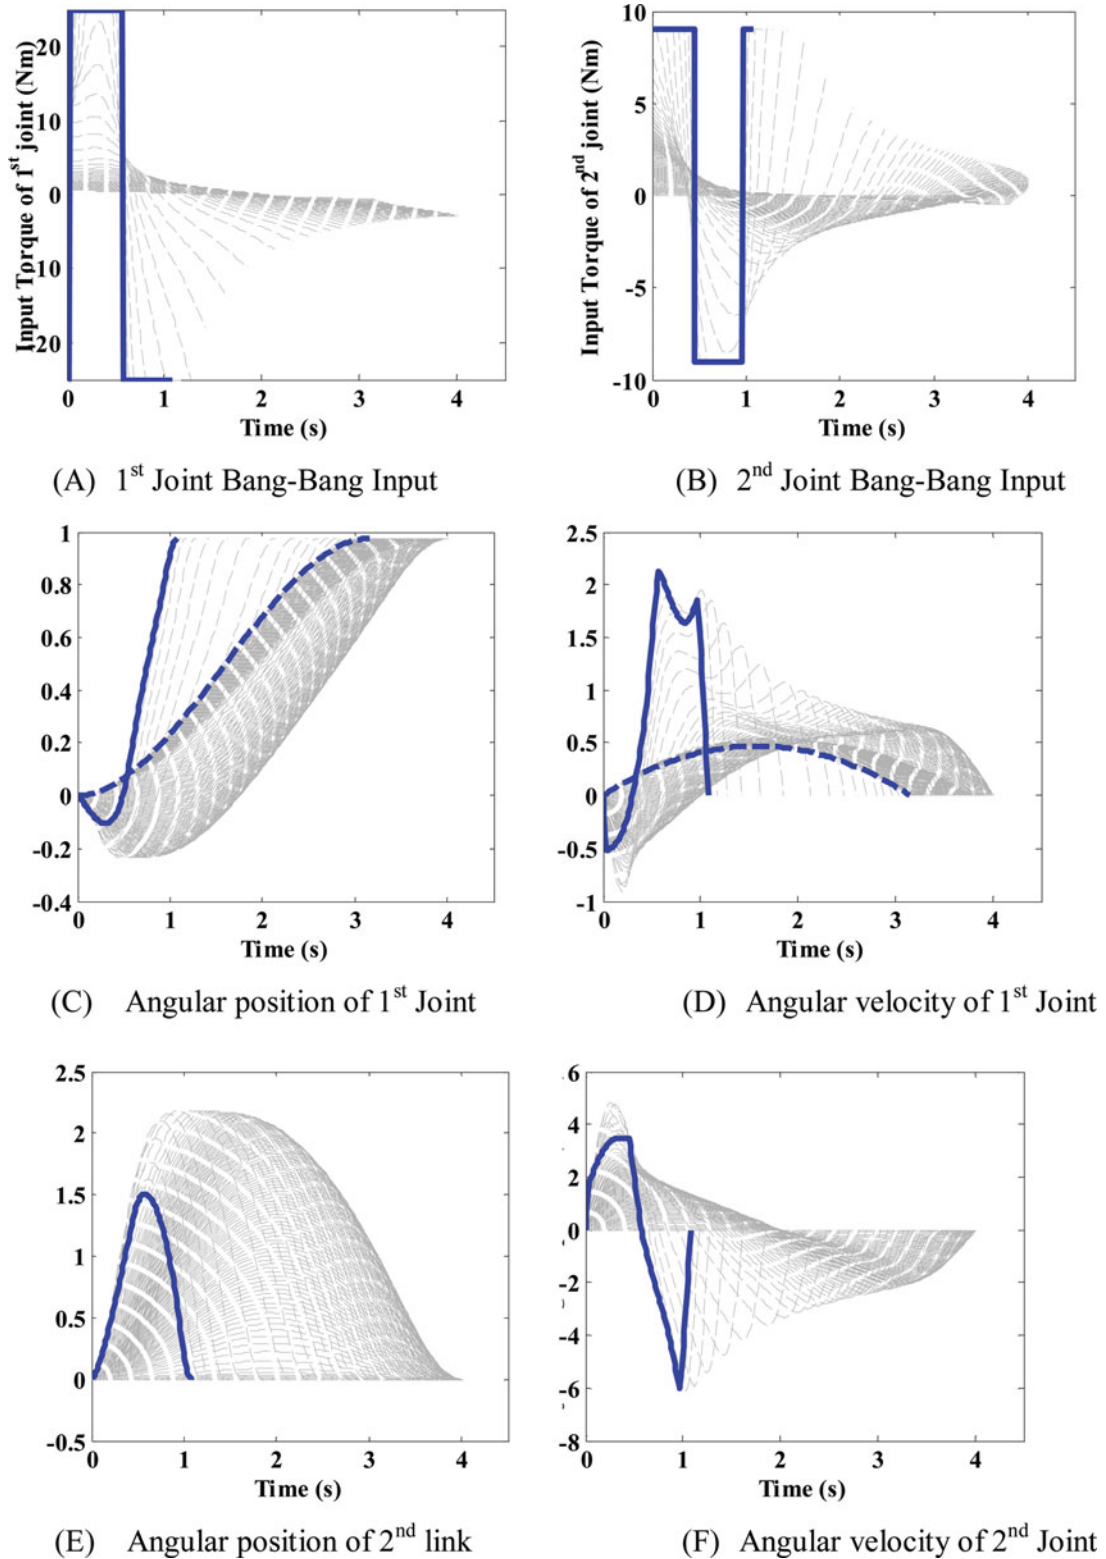 20
10
0
10
20
Input Torque of 1st joint (Nm)
0 1 2 3 4
Time (s)
(A) 1st Joint Bang-Bang Input
10
5
0
-5
-10
Input Torque of 2nd joint (Nm)
0 1 2 3 4
Time (s)
(B) 2nd Joint Bang-Bang Input
1
0.8
0.6
0.4
0.2
0
-0.2
-0.4
0 1 2 3 4
Time (s)
(C) Angular position of 1st Joint
2.5
2
1.5
1
0.5
0
-0.5
-1
0 1 2 3 4
Time (s)
(D) Angular velocity of 1st Joint
2.5
2
1.5
1
0.5
0
-0.5
0 1 2 3 4
Time (s)
(E) Angular position of 2nd link
6
4
2
0
-2
-4
-6
-8
0 1 2 3 4
Time (s)
(F) Angular velocity of 2nd Joint